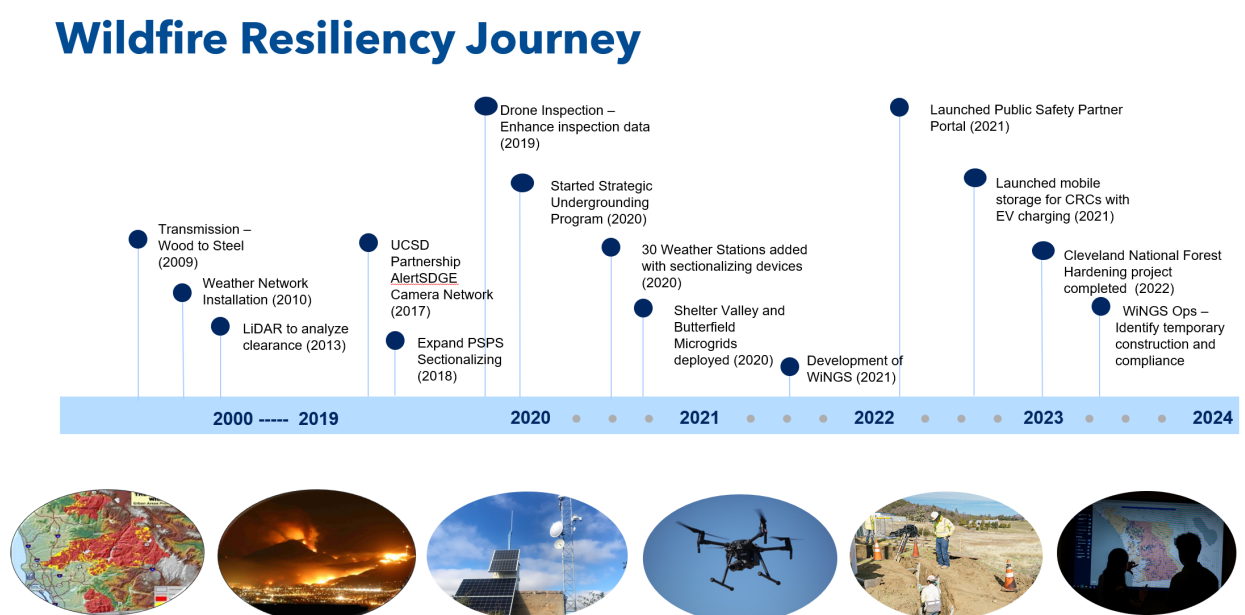 Wildfire Resiliency Journey
Transmission –
Wood to Steel
(2009)
Weather Network
Installation (2010)
LiDAR to analyze
clearance (2013)
UCSD
Partnership
AlertSDGE
Camera Network
(2017)
Expand PSPS
Sectionalizing
(2018)
Drone Inspection –
Enhance inspection data
(2019)
Started Strategic
Undergrounding
Program (2020)
30 Weather Stations added
with sectionalizing devices
(2020)
Shelter Valley and
Butterfield
Microgrids
deployed (2020)
Development of
WiNGS (2021)
Launched Public Safety Partner
Portal (2021)
Launched mobile
storage for CRCs with
EV charging (2021)
Cleveland National Forest
Hardening project
completed (2022)
WiNGS Ops –
Identify temporary
construction and
compliance
2000 ----- 2019 2020 2021 2022 2023 2024